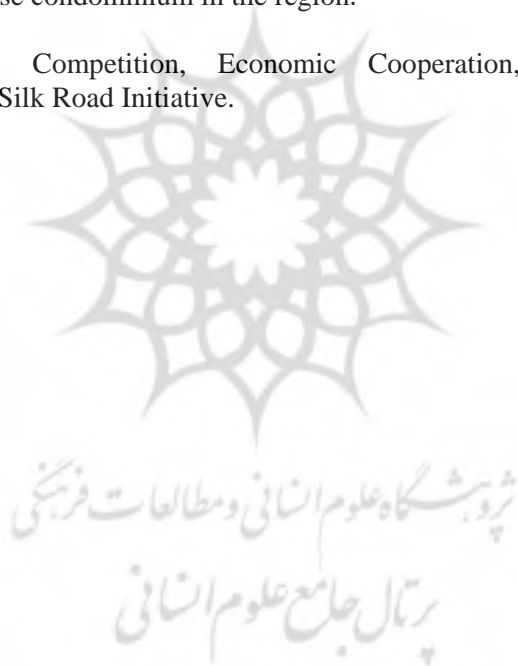 se condominium in the region.
Competition, Economic Cooperation,
Silk Road Initiative.
پژوهشگاه علوم انسانی و مطالعات فرهنگی
پرتال جامع علوم انسانی